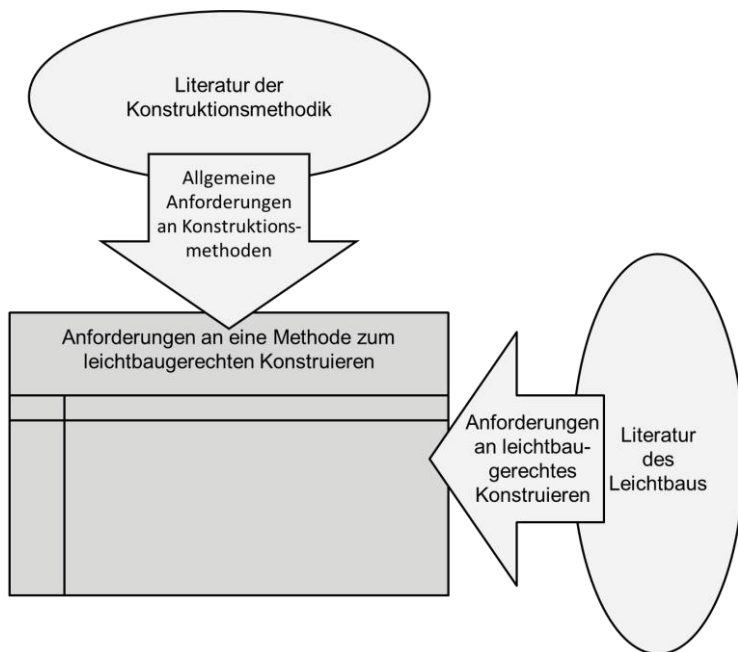 Literatur der
Konstruktionsmethodik
Allgemeine
Anforderungen
an Konstruktions-
methoden
Anforderungen an eine Methode zum
leichtbaugerechten Konstruieren
Anforderungen
an leichtbau-
gerechtes
Konstruieren
Literatur
des
Leichtbaus